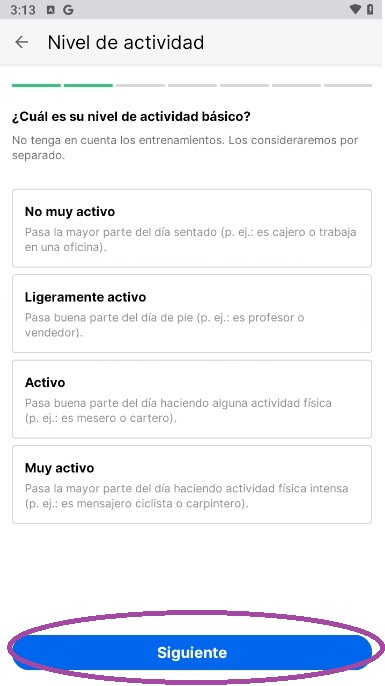 3:13
Nivel de actividad
¿Cuál es su nivel de actividad básico?
No tenga en cuenta los entrenamientos. Los consideraremos por
separado.
No muy activo
Pasa la mayor parte del día sentado (p. ej.: es cajero o trabaja
en una oficina).
Ligeramente activo
Pasa buena parte del día de pie (p. ej.: es profesor o
vendedor).
Activo
Pasa buena parte del día haciendo alguna actividad física
(p. ej.: es mesero o cartero).
Muy activo
Pasa la mayor parte del día haciendo actividad física intensa
(p. ej.: es mensajero ciclista o carpintero).
Siguiente